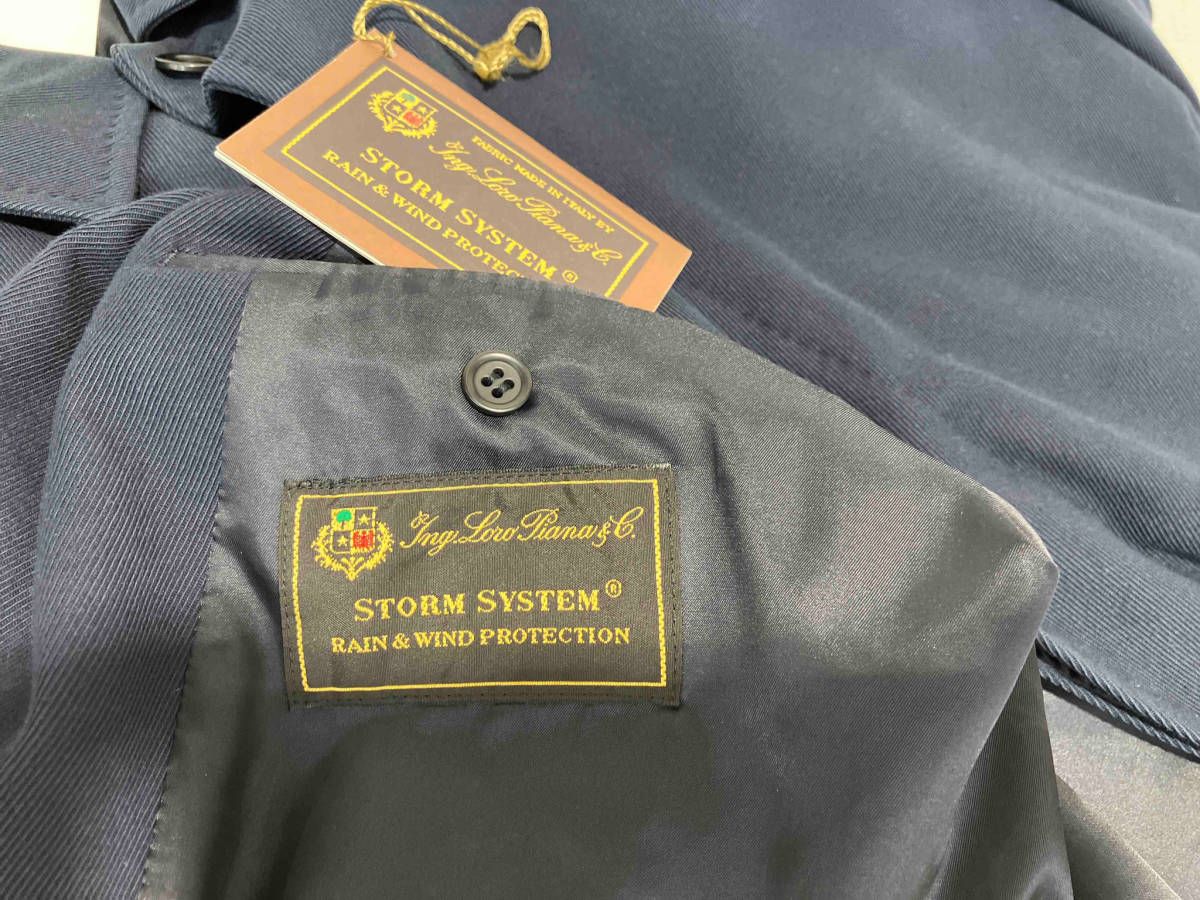 FABRIC MADE IN ITALY BY
Ing. Loro Piana & C.
STORM SYSTEM®
RAIN & WIND PROTECTION
Ing. Loro Piana & C.
STORM SYSTEM®
RAIN & WIND PROTECTION